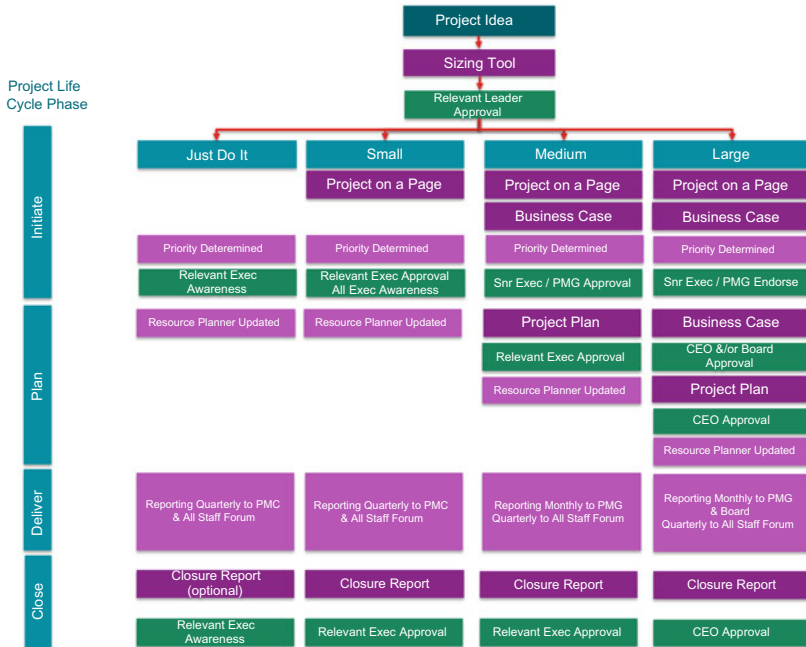 Project Idea
Sizing Tool
Relevant Leader
Approval
Project Life
Cycle Phase
Just Do It
Small
Medium
Large
Initiate
Project on a Page
Project on a Page
Project on a Page
Business Case
Business Case
Priority Deteremined
Priority Determined
Priority Determined
Priority Determined
Relevant Exec
Awareness
Relevant Exec Approval
All Exec Awareness
Snr Exec / PMG Approval
Snr Exec / PMG Endorse
Plan
Resource Planner Updated
Resource Planner Updated
Project Plan
Business Case
Relevant Exec Approval
CEO &/or Board
Approval
Resource Planner Updated
Project Plan
CEO Approval
Resource Planner Updated
Deliver
Reporting Quarterly to PMC
& All Staff Forum
Reporting Quarterly to PMC
& All Staff Forum
Reporting Monthly to PMG
Quarterly to All Staff Forum
Reporting Monthly to PMG
& Board
Quarterly to All Staff Forum
Close
Closure Report
(optional)
Closure Report
Closure Report
Closure Report
Relevant Exec
Awareness
Relevant Exec Approval
Relevant Exec Approval
CEO Approval